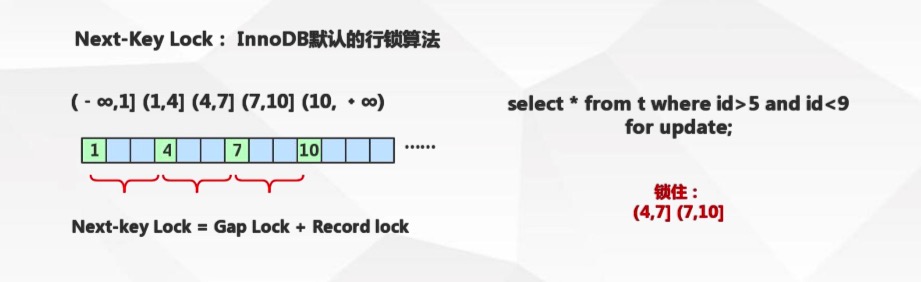 Next-Key Lock： InnoDB默认的行锁算法
(－∞,1] (1,4] (4,7] (7,10] (10, ＋∞)
1 4 7 10 ……
select * from t where id>5 and id<9
for update;
锁住：
(4,7] (7,10]
Next-key Lock = Gap Lock + Record lock